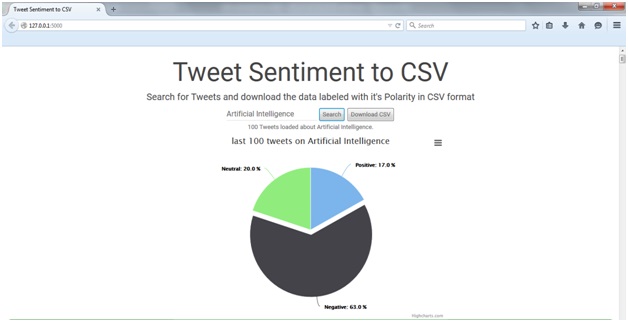 Tweet Sentiment to CSV
127.0.0.1:5000
Search
Tweet Sentiment to CSV
Search for Tweets and download the data labeled with it's Polarity in CSV format
Artificial Intelligence Search Download CSV
100 Tweets loaded about Artificial Intelligence.
last 100 tweets on Artificial Intelligence
Neutral: 20.0 %
Positive: 17.0 %
Negative: 63.0 %
Highcharts.com